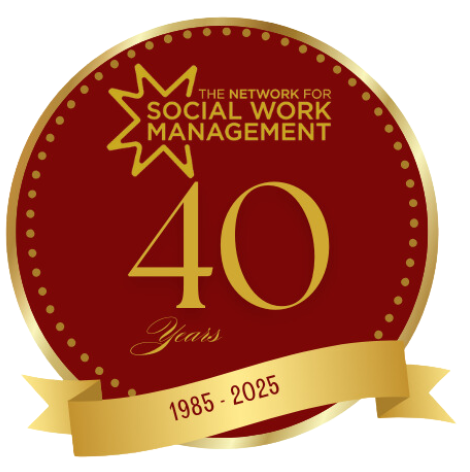 THE NETWORK FOR
SOCIAL WORK
MANAGEMENT
40
Years
1985 - 2025